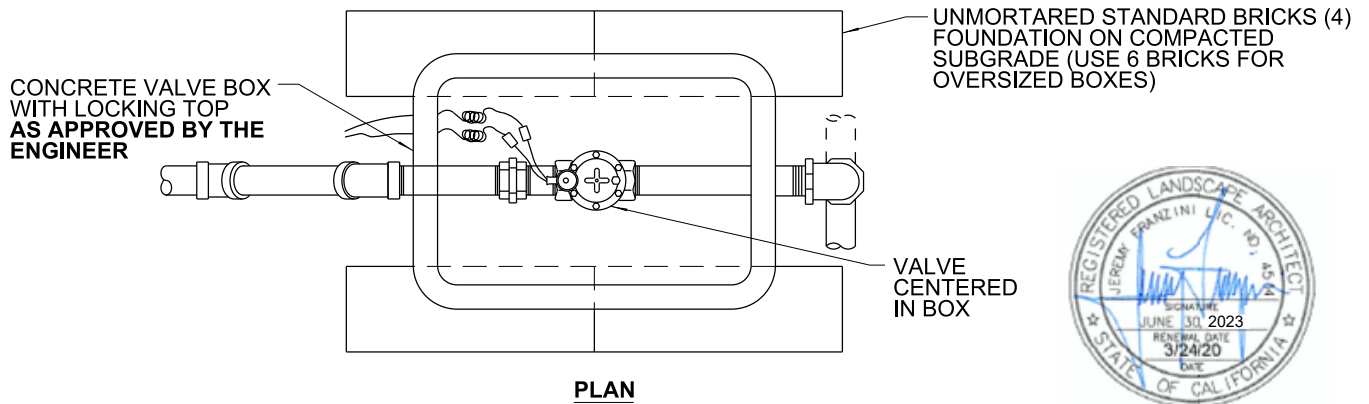 UNMORTARED STANDARD BRICKS (4)
FOUNDATION ON COMPACTED
SUBGRADE (USE 6 BRICKS FOR
OVERSIZED BOXES)
CONCRETE VALVE BOX
WITH LOCKING TOP
AS APPROVED BY THE
ENGINEER
VALVE
CENTERED
IN BOX
PLAN
REGISTERED LANDSCAPE ARCHITECT
JEREMY FRANZINI LIC. NO.
SIGNATURE
JUNE 30, 2023
RENEWAL DATE
3/24/20
DATE
STATE OF CALIFORNIA